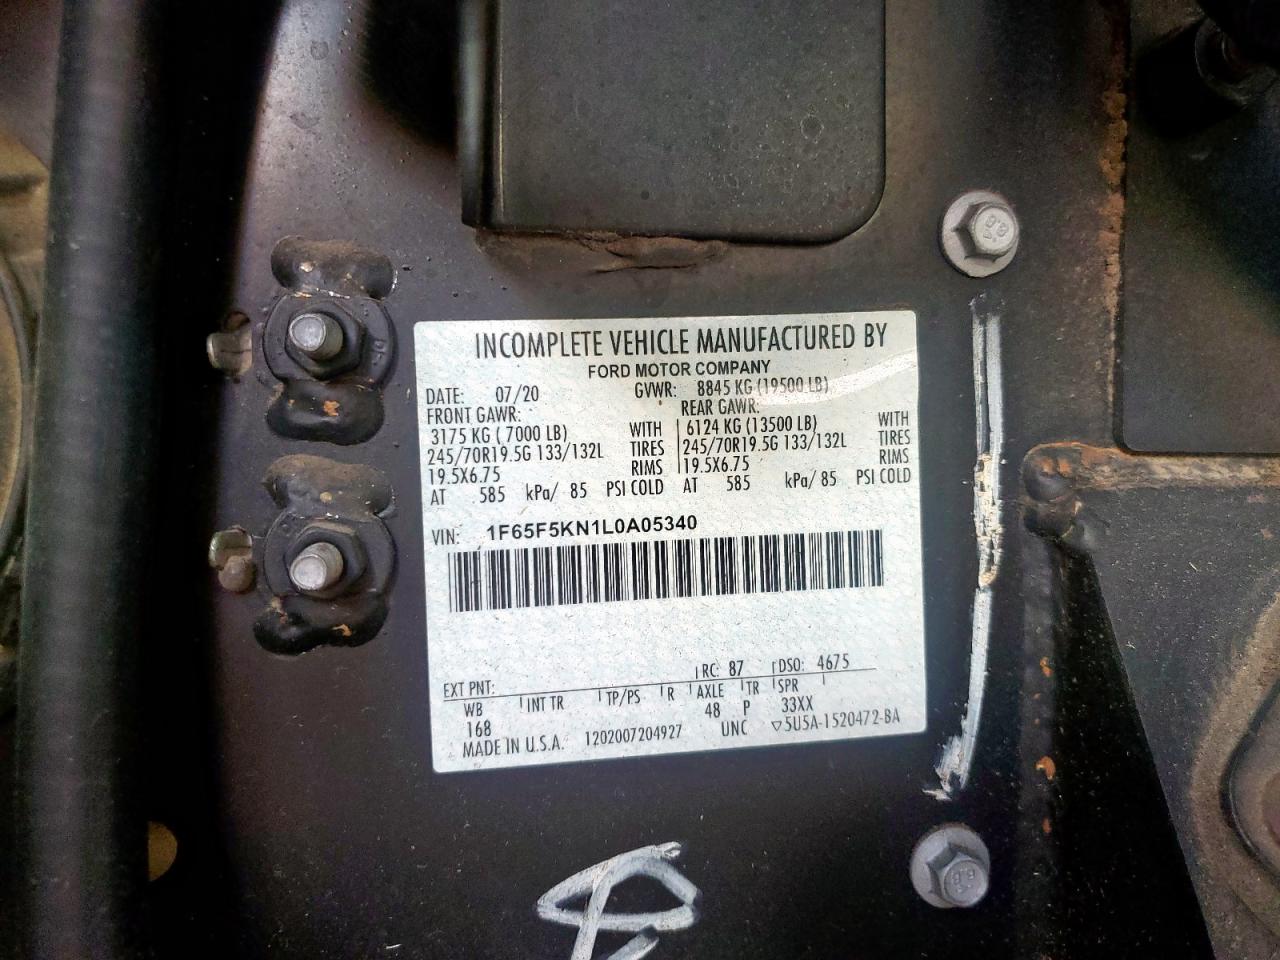 INCOMPLETE VEHICLE MANUFACTURED BY
FORD MOTOR COMPANY
DATE: 07/20 GVWR: 8845 KG (19500 LB)
FRONT GAWR: REAR GAWR:
3175 KG ( 7000 LB) WITH 6124 KG (13500 LB) WITH
245/70R19.5G 133/132L TIRES 245/70R19.5G 133/132L TIRES
19.5X6.75 RIMS 19.5X6.75 RIMS
AT 585 kPa/ 85 PSI COLD AT 585 kPa/ 85 PSI COLD
VIN: 1F65F5KN1L0A05340
EXT PNT: RC: 87 DSO: 4675
WB INT TR TP/PS R AXLE TR SPR
168 48 P 33XX
MADE IN U.S.A. 1202007204927 UNC ▽5U5A-1520472-BA
8.8
8.8